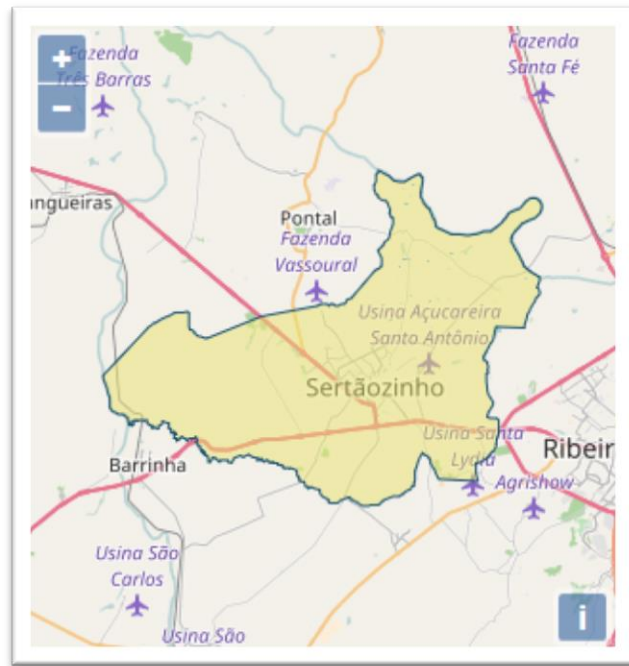 +
−
Fazenda
Três Barras
Fazenda
Santa Fé
angueiras
Pontal
Fazenda
Vassoural
Usina Açucareira
Santo Antônio
Sertãozinho
Usina Santa
Lydia
Ribeir
Agrishow
Barrinha
Usina São
Carlos
Usina São
i